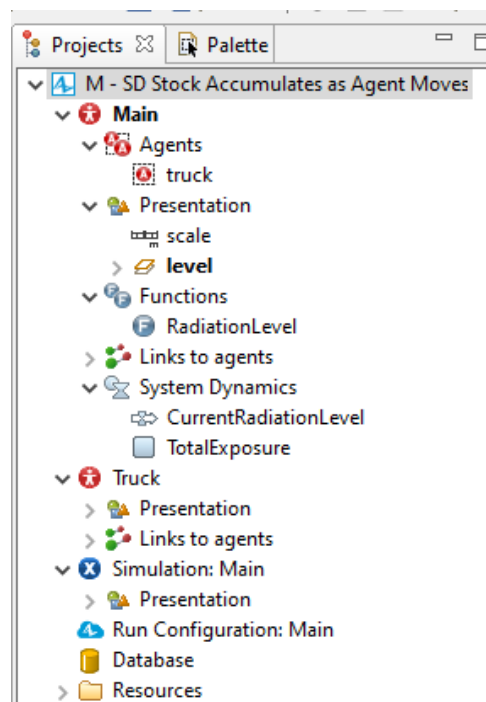 Projects Palette
M - SD Stock Accumulates as Agent Moves
Main
Agents
truck
Presentation
scale
level
Functions
RadiationLevel
Links to agents
System Dynamics
CurrentRadiationLevel
TotalExposure
Truck
Presentation
Links to agents
Simulation: Main
Presentation
Run Configuration: Main
Database
Resources